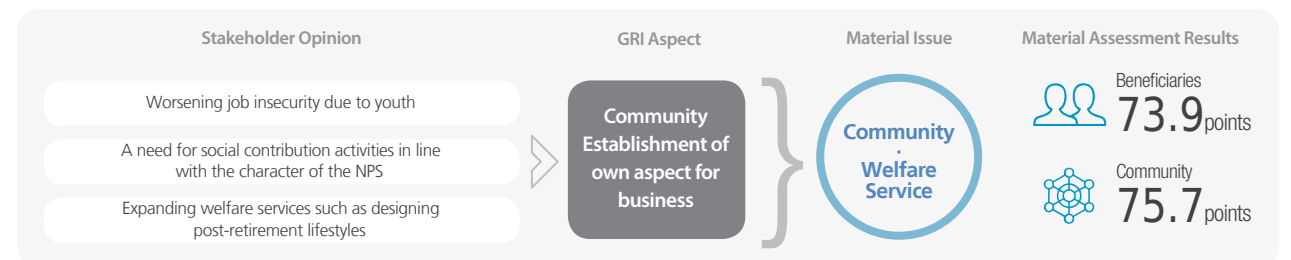 Stakeholder Opinion
GRI Aspect
Material Issue
Material Assessment Results
Worsening job insecurity due to youth
A need for social contribution activities in line
with the character of the NPS
Expanding welfare services such as designing
post-retirement lifestyles
Community
Establishment of
own aspect for
business
Community
·
Welfare
Service
Beneficiaries
73.9points
Community
75.7points